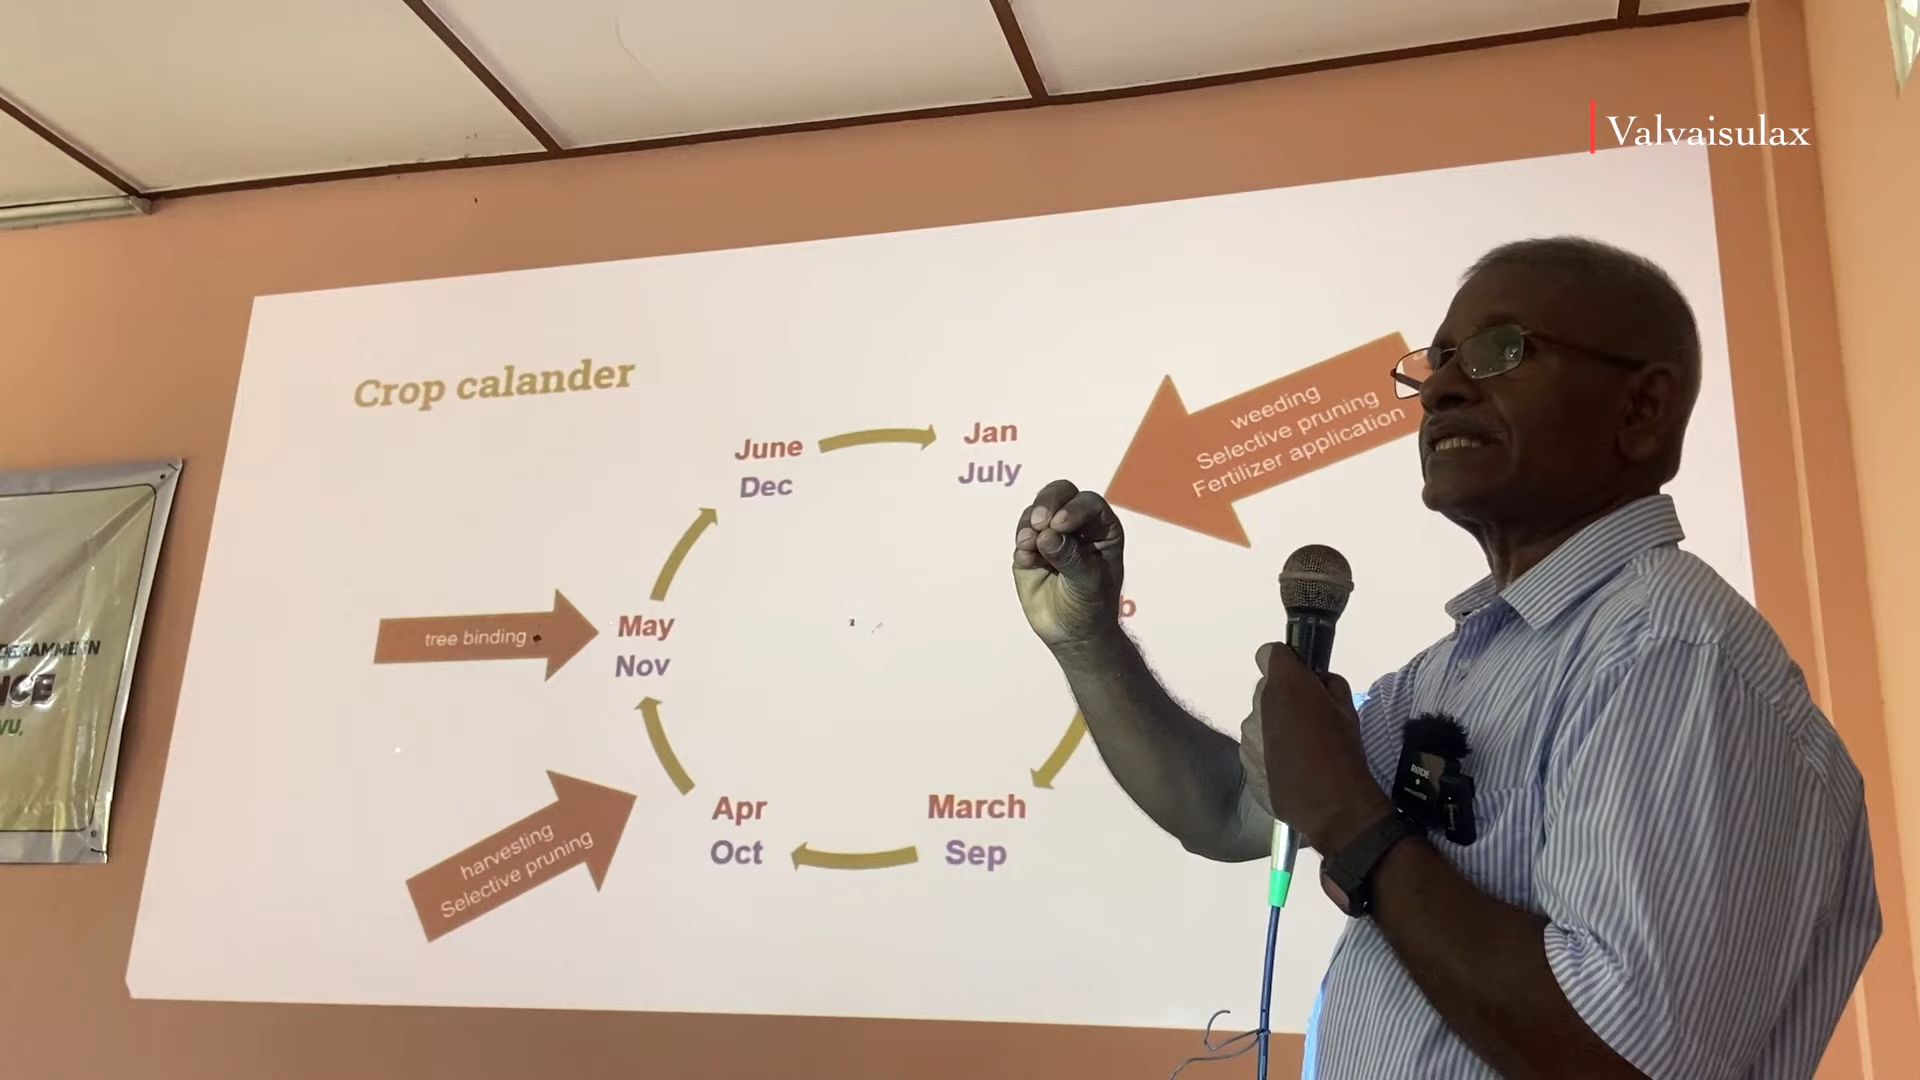 Valvaisulax
Crop calander
June
Dec
Jan
July
weeding
Selective pruning
Fertilizer application
tree binding
May
Nov
harvesting
Selective pruning
Apr
Oct
March
Sep
RØDE